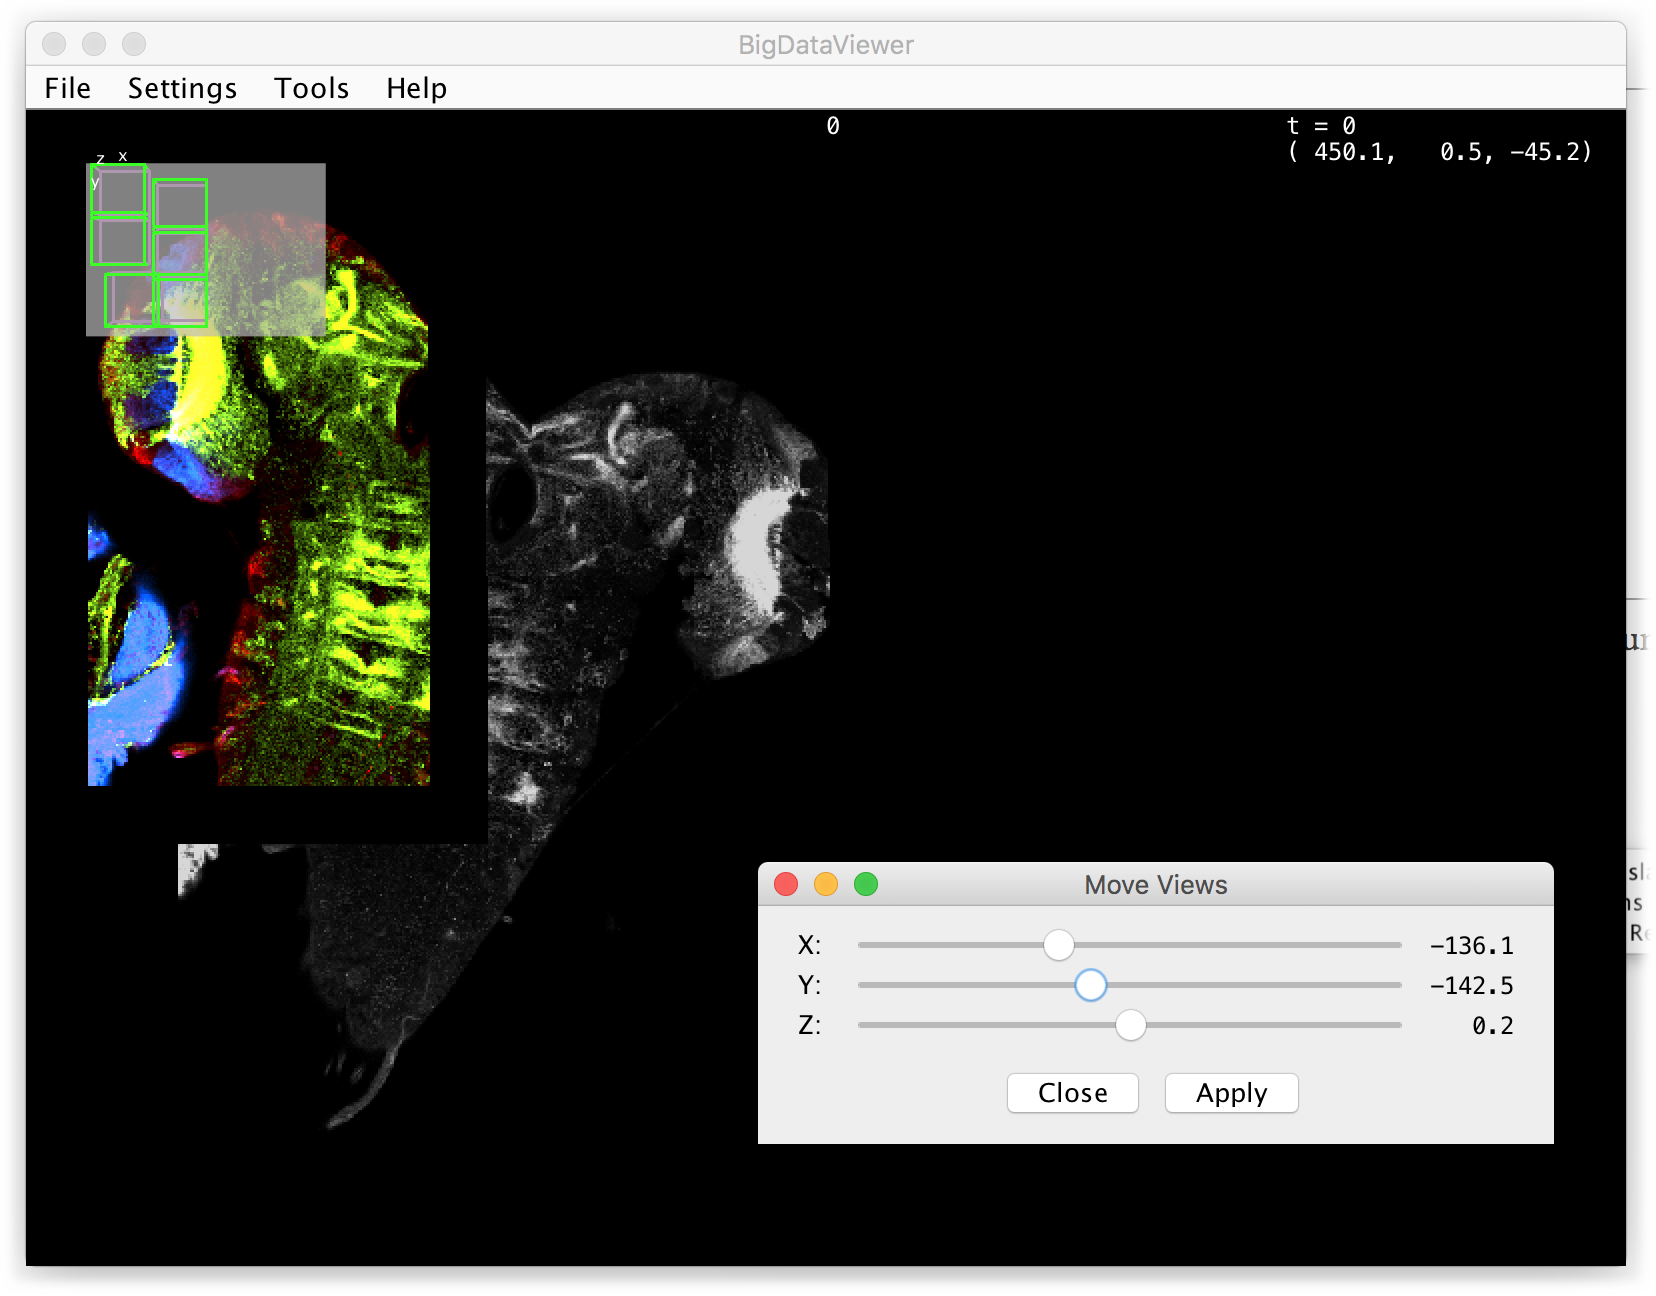 BigDataViewer
File Settings Tools Help
0
t = 0
( 450.1, 0.5, -45.2)
z x
y
Move Views
X: -136.1
Y: -142.5
Z: 0.2
Close Apply